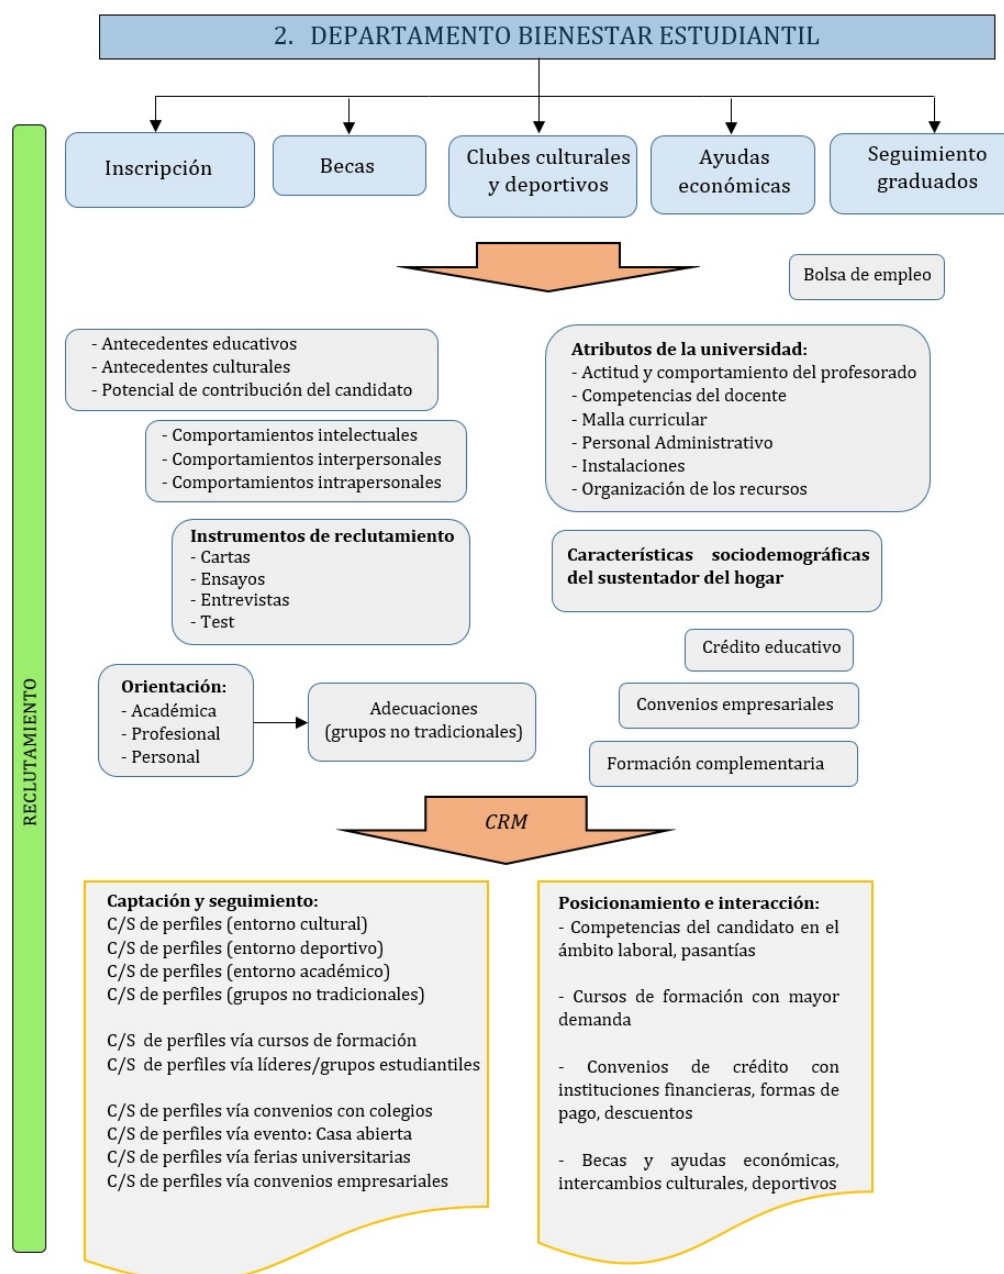 2. DEPARTAMENTO BIENESTAR ESTUDIANTIL
Inscripción
Becas
Clubes culturales
y deportivos
Ayudas
económicas
Seguimiento
graduados
Bolsa de empleo
- Antecedentes educativos
- Antecedentes culturales
- Potencial de contribución del candidato
- Comportamientos intelectuales
- Comportamientos interpersonales
- Comportamientos intrapersonales
Instrumentos de reclutamiento
- Cartas
- Ensayos
- Entrevistas
- Test
Orientación:
- Académica
- Profesional
- Personal
Adecuaciones
(grupos no tradicionales)
Atributos de la universidad:
- Actitud y comportamiento del profesorado
- Competencias del docente
- Malla curricular
- Personal Administrativo
- Instalaciones
- Organización de los recursos
Características sociodemográficas
del sustentador del hogar
Crédito educativo
Convenios empresariales
Formación complementaria
RECLUTAMIENTO
CRM
Captación y seguimiento:
C/S de perfiles (entorno cultural)
C/S de perfiles (entorno deportivo)
C/S de perfiles (entorno académico)
C/S de perfiles (grupos no tradicionales)
C/S de perfiles vía cursos de formación
C/S de perfiles vía líderes/grupos estudiantiles
C/S de perfiles vía convenios con colegios
C/S de perfiles vía evento: Casa abierta
C/S de perfiles vía ferias universitarias
C/S de perfiles vía convenios empresariales
Posicionamiento e interacción:
- Competencias del candidato en el
ámbito laboral, pasantías
- Cursos de formación con mayor
demanda
- Convenios de crédito con
instituciones financieras, formas de
pago, descuentos
- Becas y ayudas económicas,
intercambios culturales, deportivos